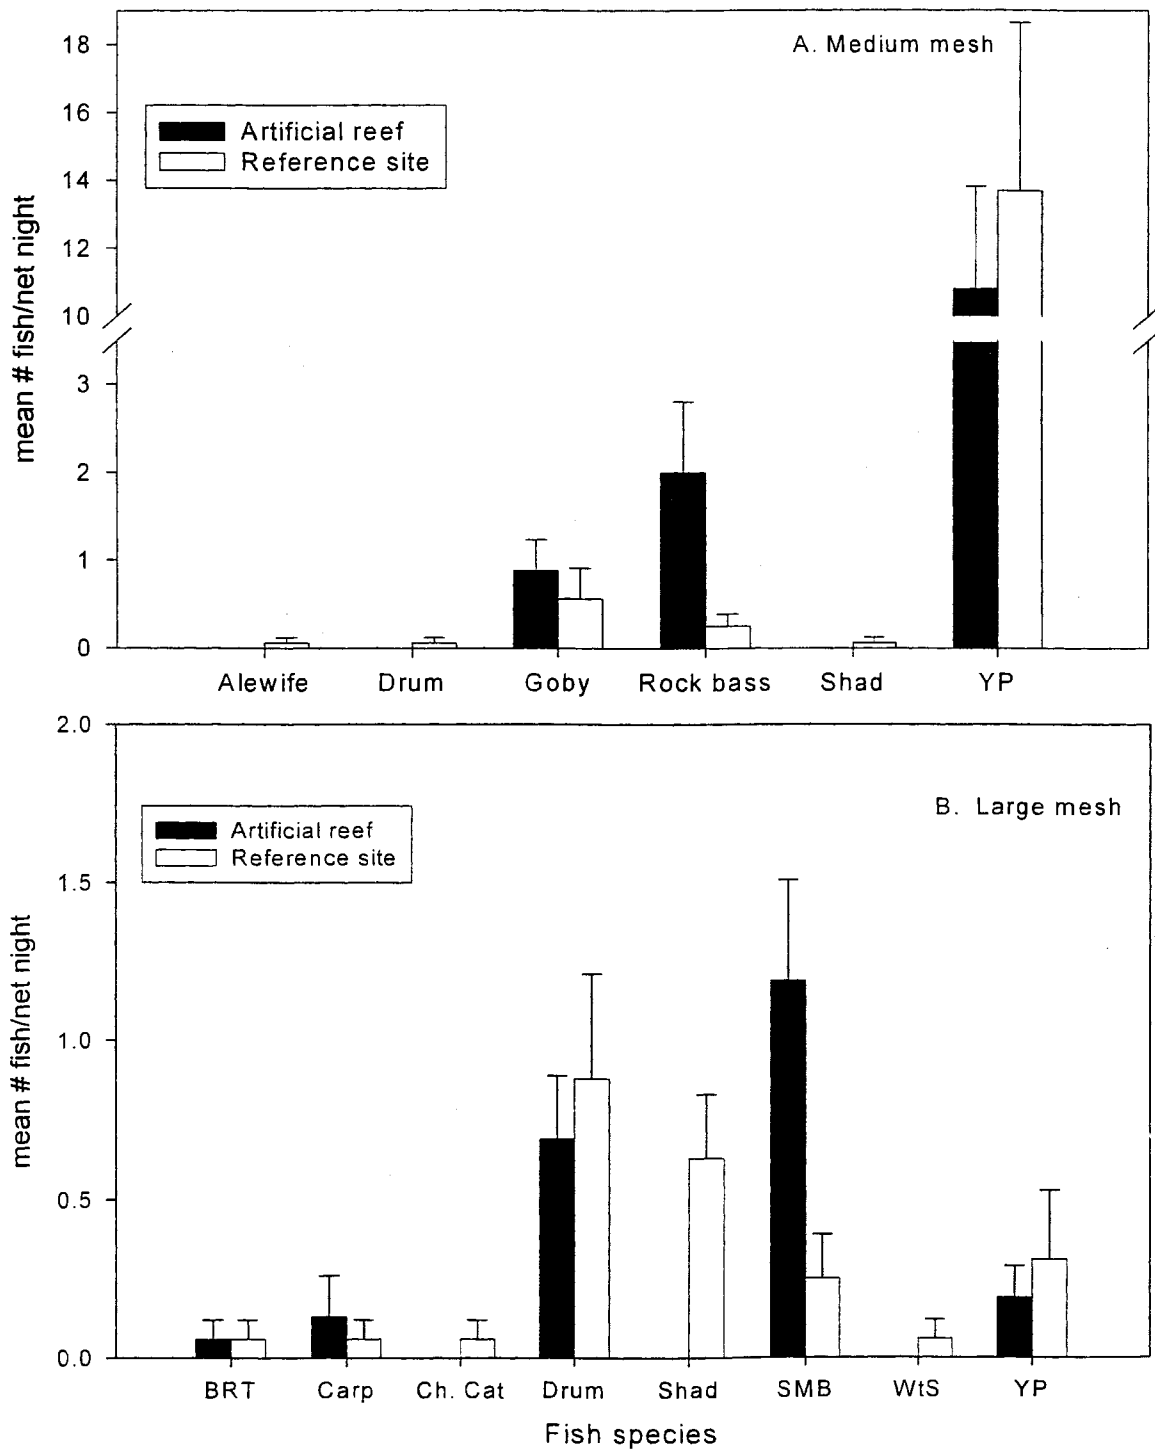 A. Medium mesh
Artificial reef
Reference site
mean # fish/net night
18
16
14
12
10
3
2
1
0
Alewife Drum Goby Rock bass Shad YP
B. Large mesh
Artificial reef
Reference site
mean # fish/net night
2.0
1.5
1.0
0.5
0.0
BRT Carp Ch. Cat Drum Shad SMB WtS YP
Fish species